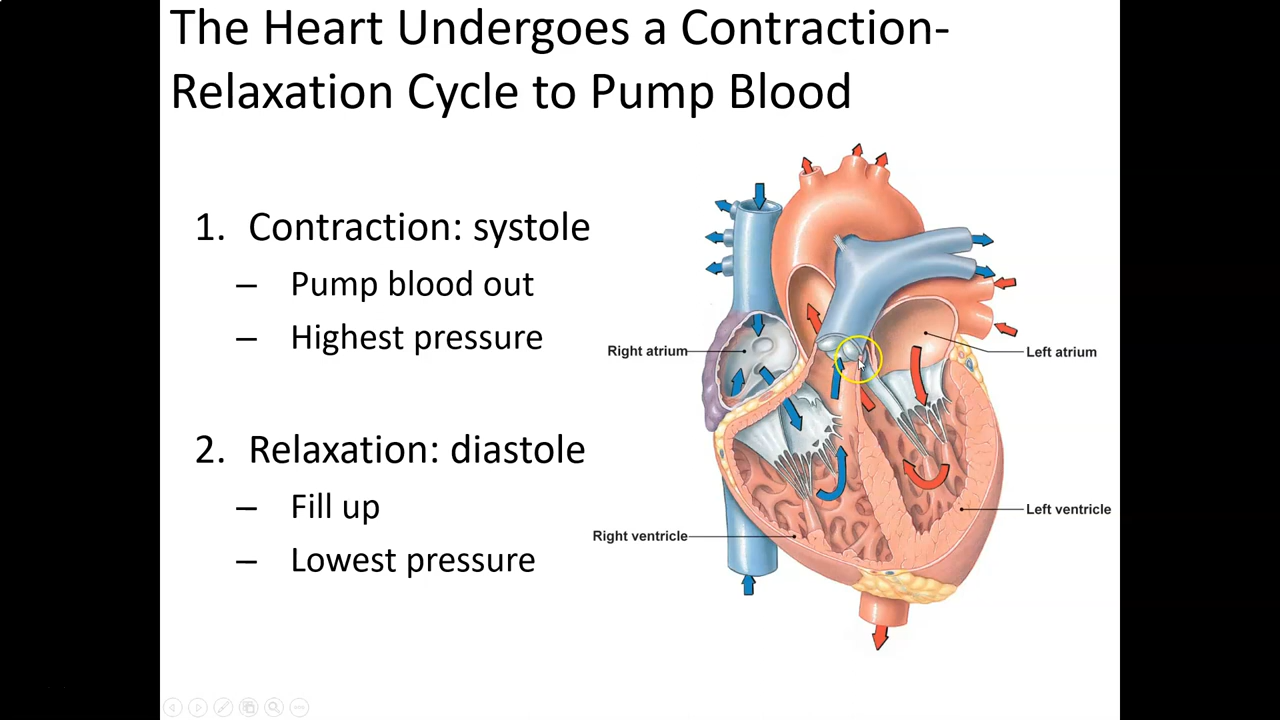 The Heart Undergoes a Contraction-
Relaxation Cycle to Pump Blood
1. Contraction: systole
– Pump blood out
– Highest pressure
2. Relaxation: diastole
– Fill up
– Lowest pressure
Right atrium
Left atrium
Left ventricle
Right ventricle